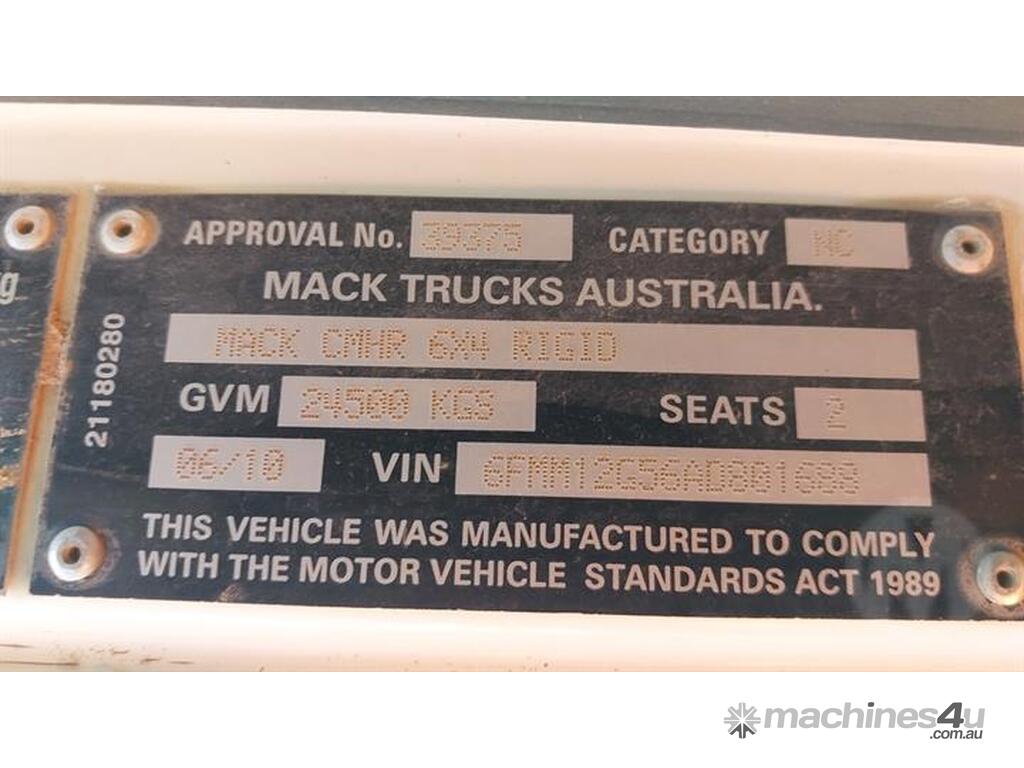 g
APPROVAL No. 39375 CATEGORY NC
MACK TRUCKS AUSTRALIA.
MACK CMHR 6X4 RIGID
GVM 24500 KGS SEATS 2
06/10 VIN
THIS VEHICLE WAS MANUFACTURED TO COMPLY
WITH THE MOTOR VEHICLE STANDARDS ACT 1989
21180280
machines4u
.com.au